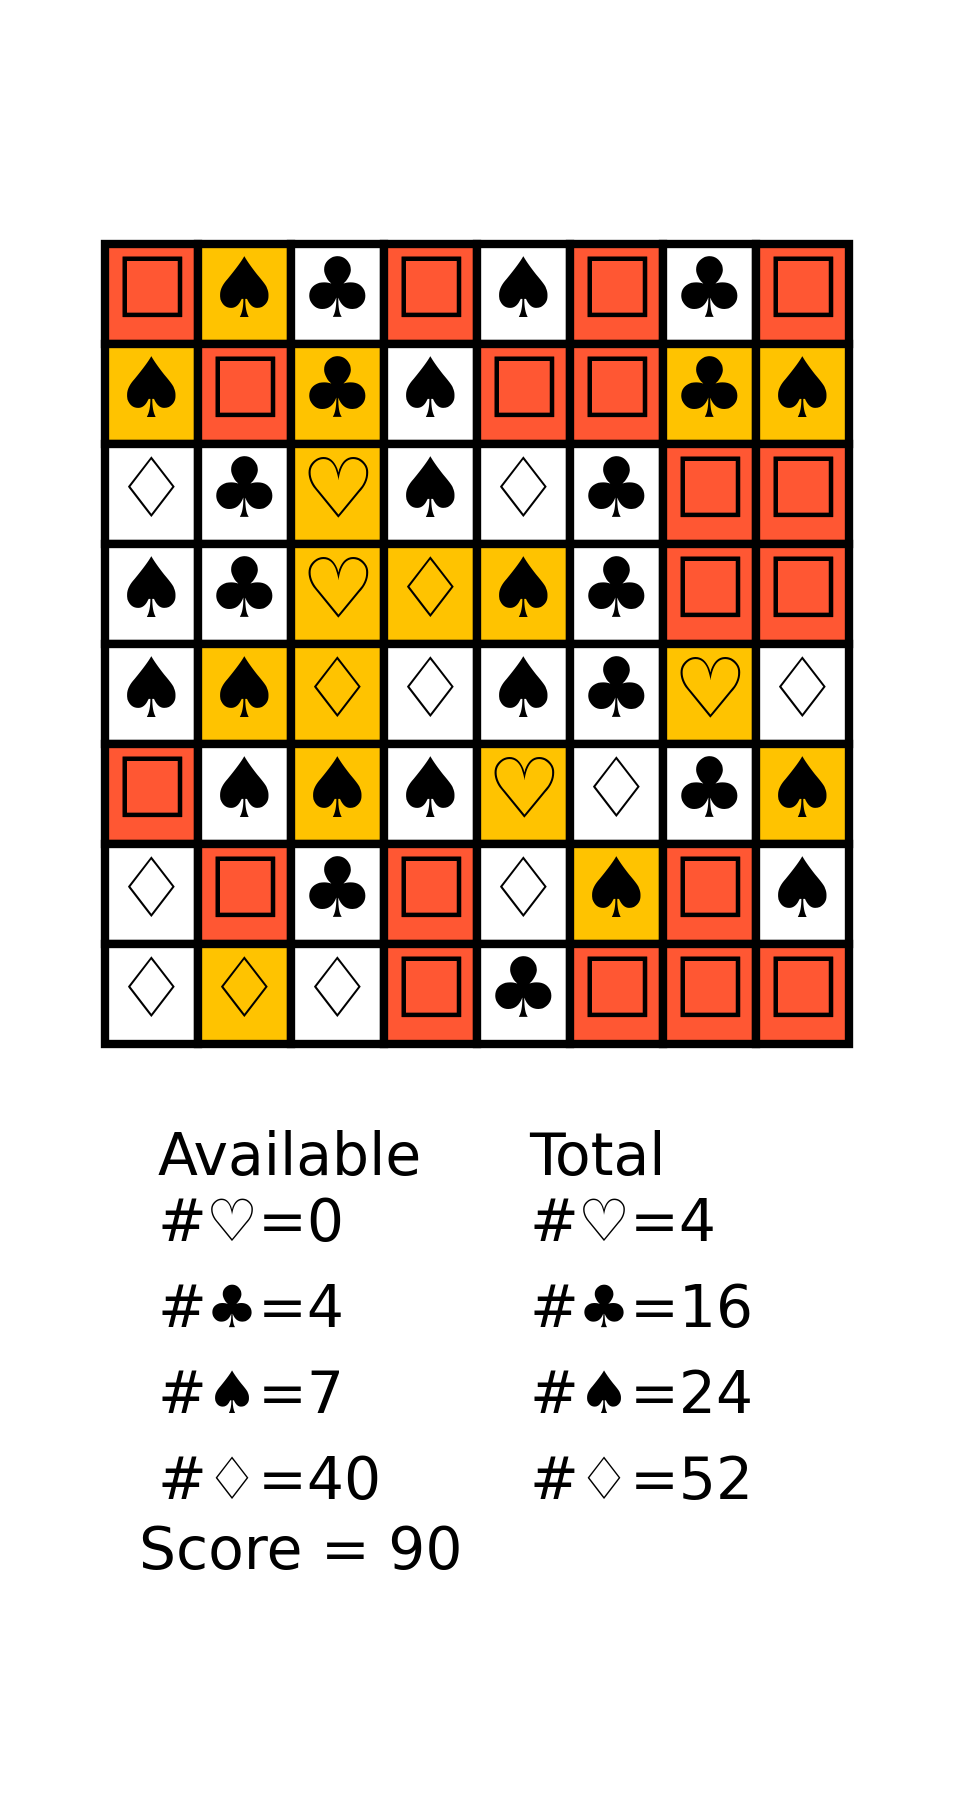 □ ♠ ♣ □ ♠ □ ♣ □
♠ □ ♣ ♠ □ □ ♣ ♠
♢ ♣ ♡ ♠ ♢ ♣ □ □
♠ ♣ ♡ ♢ ♠ ♣ □ □
♠ ♠ ♢ ♢ ♠ ♣ ♡ ♢
□ ♠ ♠ ♠ ♡ ♢ ♣ ♠
♢ □ ♣ □ ♢ ♠ □ ♠
♢ ♢ ♢ □ ♣ □ □ □
Available Total
#♡=0 #♡=4
#♣=4 #♣=16
#♠=7 #♠=24
#♢=40 #♢=52
Score = 90